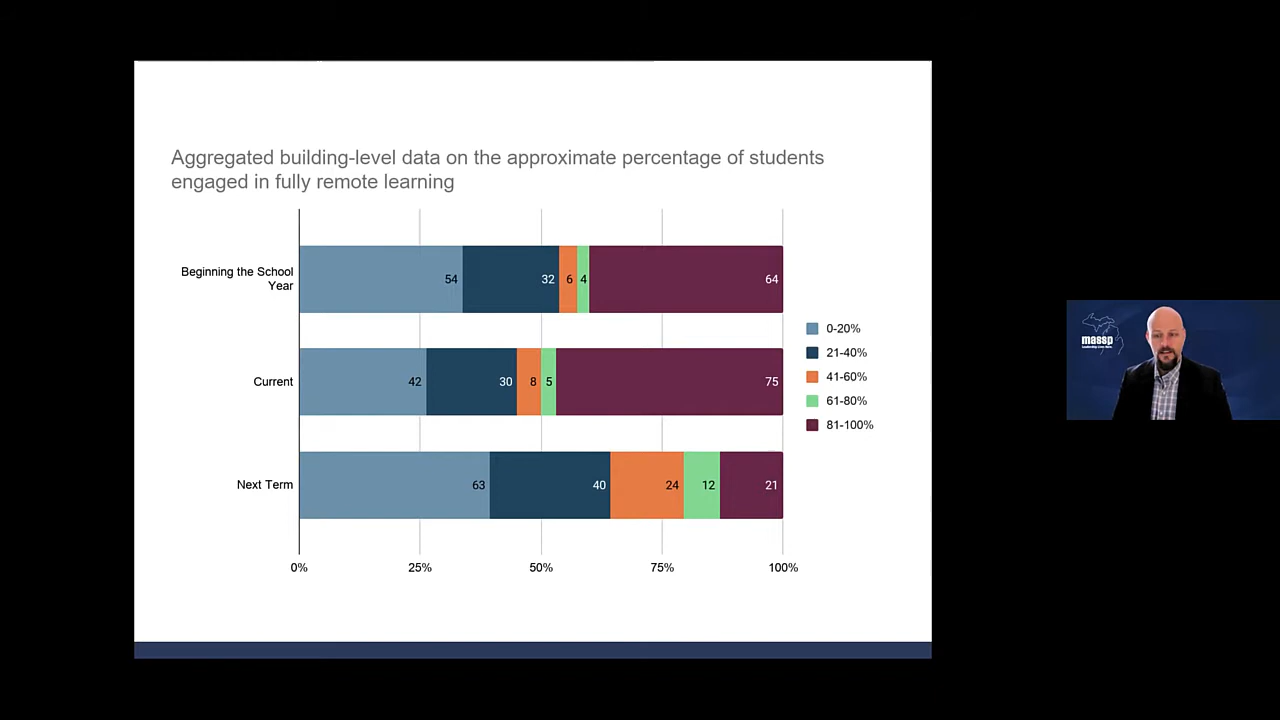 Aggregated building-level data on the approximate percentage of students
engaged in fully remote learning
Beginning the School
Year
54 32 6 4 64
Current
42 30 8 5 75
Next Term
63 40 24 12 21
0% 25% 50% 75% 100%
0-20%
21-40%
41-60%
61-80%
81-100%
massp